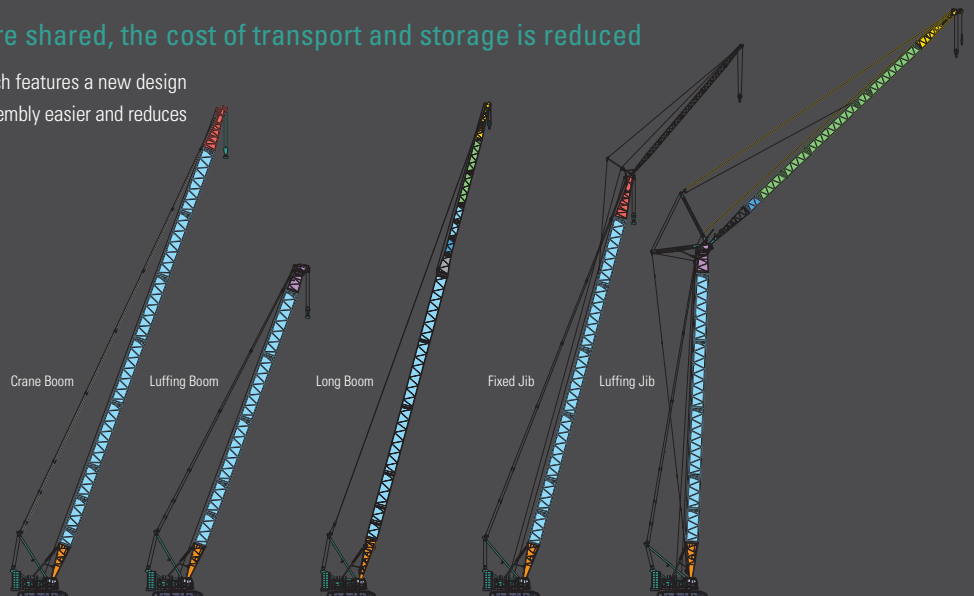 re shared, the cost of transport and storage is reduced
ch features a new design
embly easier and reduces
Crane Boom
Luffing Boom
Long Boom
Fixed Jib
Luffing Jib